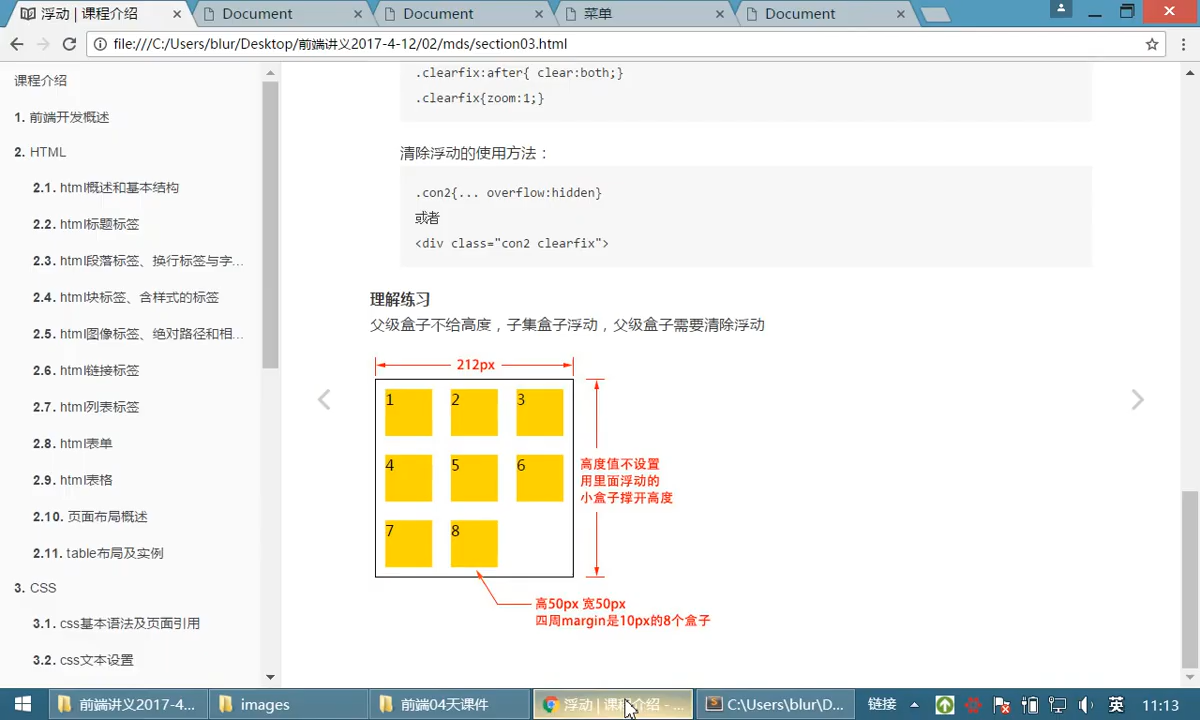 浮动 | 课程介绍
Document
Document
菜单
Document
file:///C:/Users/blur/Desktop/前端讲义2017-4-12/02/mds/section03.html
课程介绍
1. 前端开发概述
2. HTML
2.1. html概述和基本结构
2.2. html标题标签
2.3. html段落标签、换行标签与字...
2.4. html块标签、含样式的标签
2.5. html图像标签、绝对路径和相...
2.6. html链接标签
2.7. html列表标签
2.8. html表单
2.9. html表格
2.10. 页面布局概述
2.11. table布局及实例
3. CSS
3.1. css基本语法及页面引用
3.2. css文本设置
.clearfix:after{ clear:both;}
.clearfix{zoom:1;}
清除浮动的使用方法：
.con2{... overflow:hidden}
或者
<div class="con2 clearfix">
理解练习
父级盒子不给高度，子集盒子浮动，父级盒子需要清除浮动
212px
1
2
3
4
5
6
7
8
高度值不设置
用里面浮动的
小盒子撑开高度
高50px 宽50px
四周margin是10px的8个盒子
前端讲义2017-4...
images
前端04天课件
浮动 | 课程介绍 - ...
C:\Users\blur\D...
链接
英
11:13